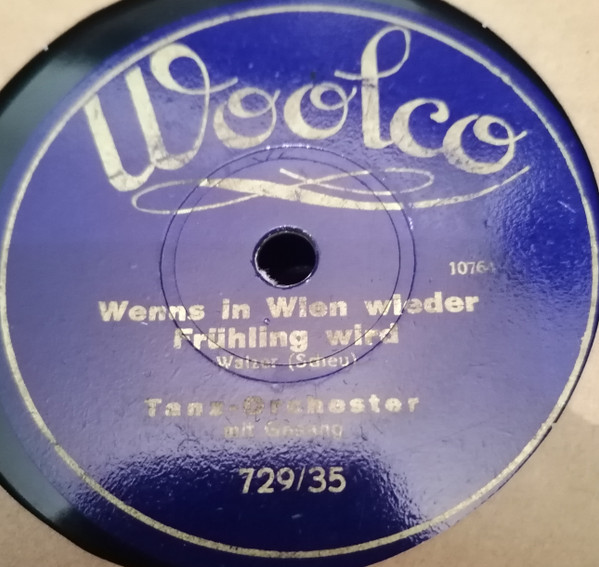 Woolco
10764
Wenns in Wien wieder
Frühling wird
Walzer (Scheu)
Tanz-Orchester
mit Gesang
729/35